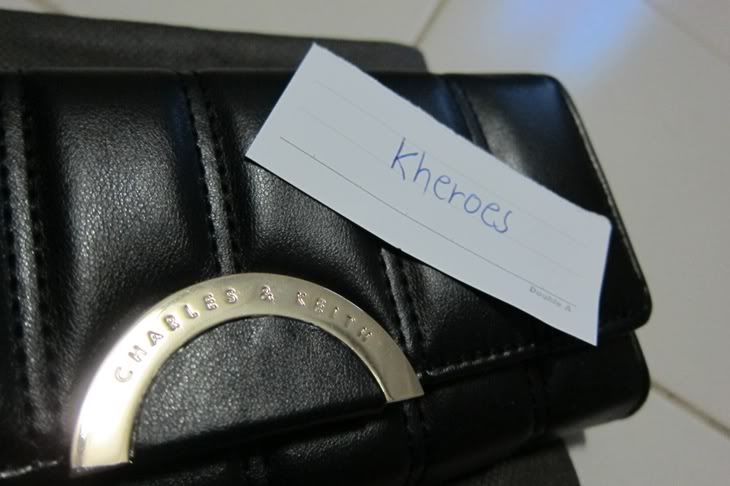 Kheroes
Double A
CHARLES & KEITH